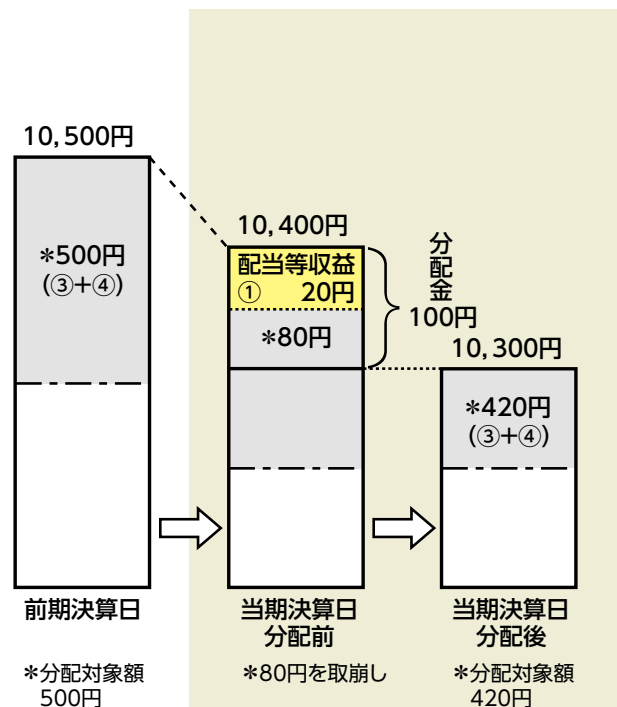 10,500円
*500円
(③+④)
前期決算日
*分配対象額
500円
10,400円
配当等収益
① 20円
*80円
分配金
100円
当期決算日
分配前
*80円を取崩し
10,300円
*420円
(③+④)
当期決算日
分配後
*分配対象額
420円